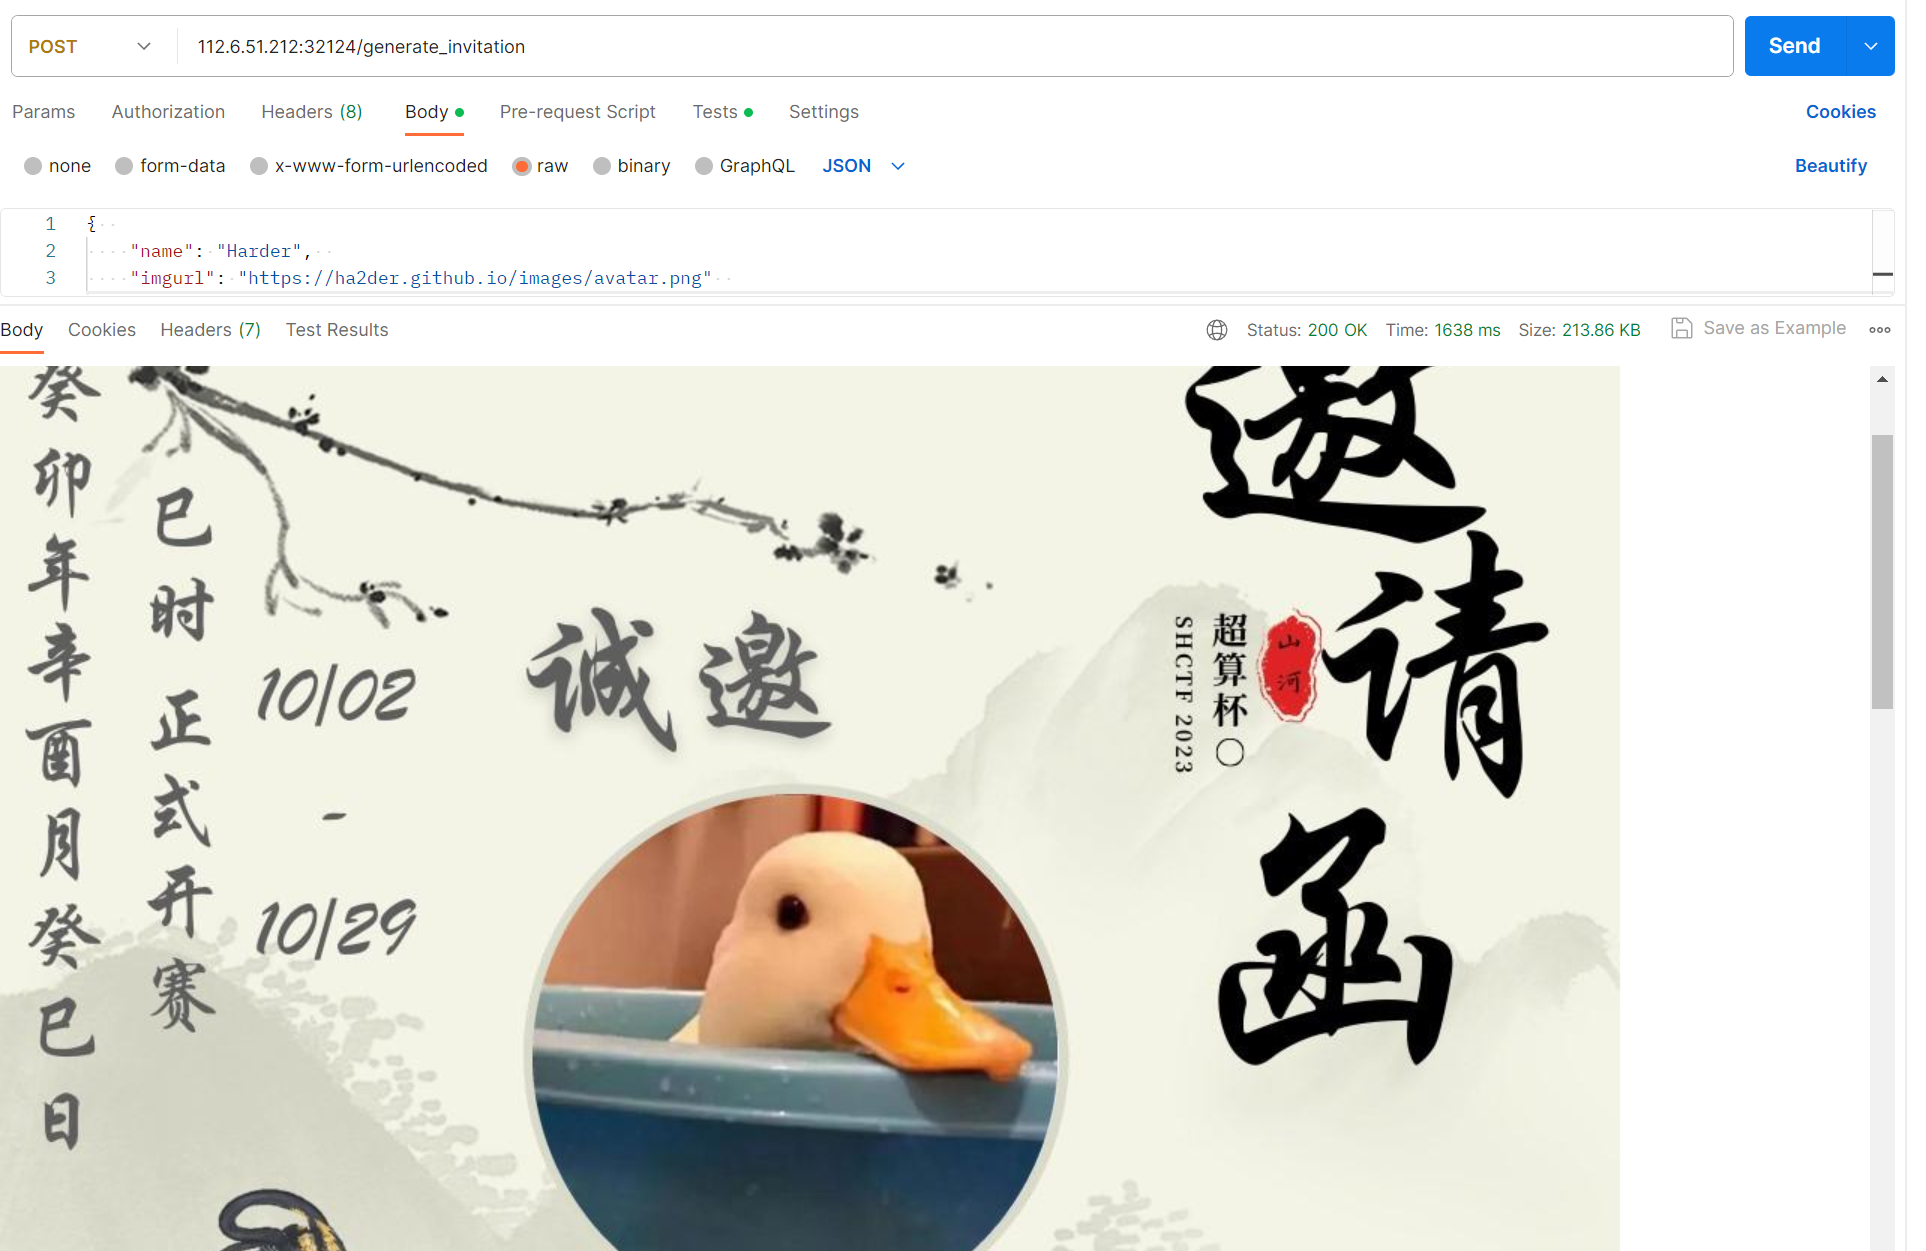 POST
112.6.51.212:32124/generate_invitation
Send
Params
Authorization
Headers (8)
Body
Pre-request Script
Tests
Settings
Cookies
none
form-data
x-www-form-urlencoded
raw
binary
GraphQL
JSON
Beautify
1 {
2 "name": "Harder",
3 "imgurl": "https://ha2der.github.io/images/avatar.png"
Body
Cookies
Headers (7)
Test Results
Status: 200 OK
Time: 1638 ms
Size: 213.86 KB
Save as Example
邀请函
山河
超算杯〇
SHCTF 2023
诚邀
10/02
-
10/29
巳时正式开赛
癸卯年辛酉月癸巳日